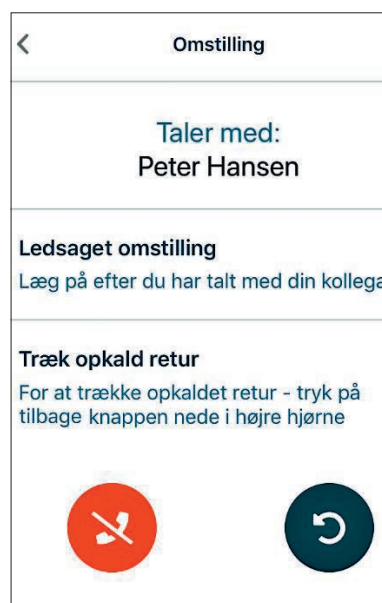 Omstilling
Taler med:
Peter Hansen
Ledsaget omstilling
Læg på efter du har talt med din kollega
Træk opkald retur
For at trække opkaldet retur - tryk på
tilbage knappen nede i højre hjørne